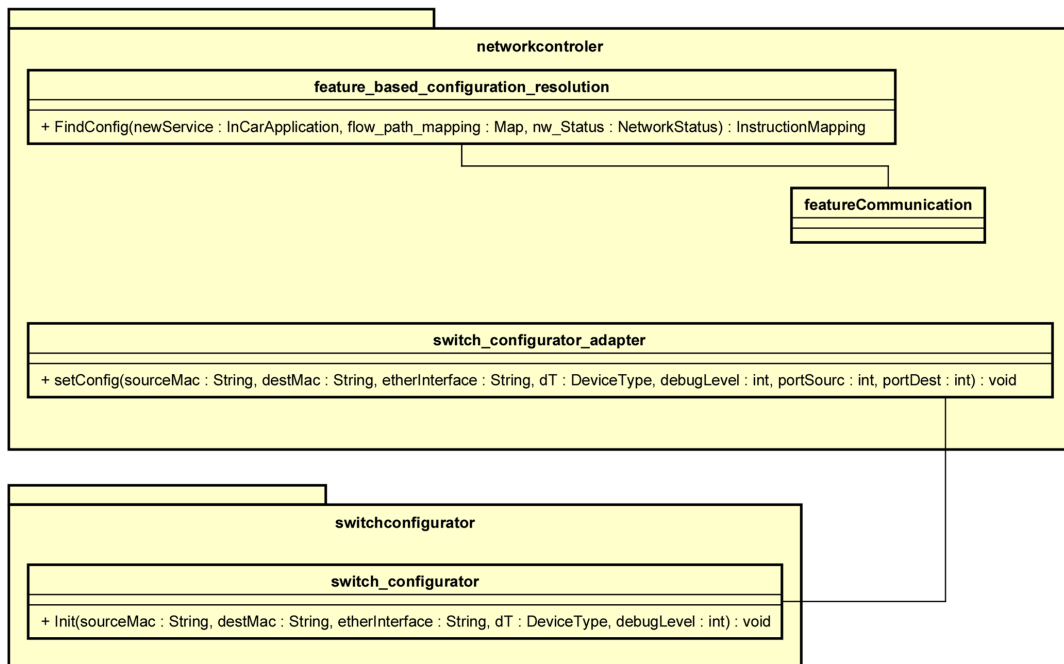 networkcontroler
feature_based_configuration_resolution
+ FindConfig(newService : InCarApplication, flow_path_mapping : Map, nw_Status : NetworkStatus) : InstructionMapping
featureCommunication
switch_configurator_adapter
+ setConfig(sourceMac : String, destMac : String, etherInterface : String, dT : DeviceType, debugLevel : int, portSourc : int, portDest : int) : void
switchconfigurator
switch_configurator
+ Init(sourceMac : String, destMac : String, etherInterface : String, dT : DeviceType, debugLevel : int) : void